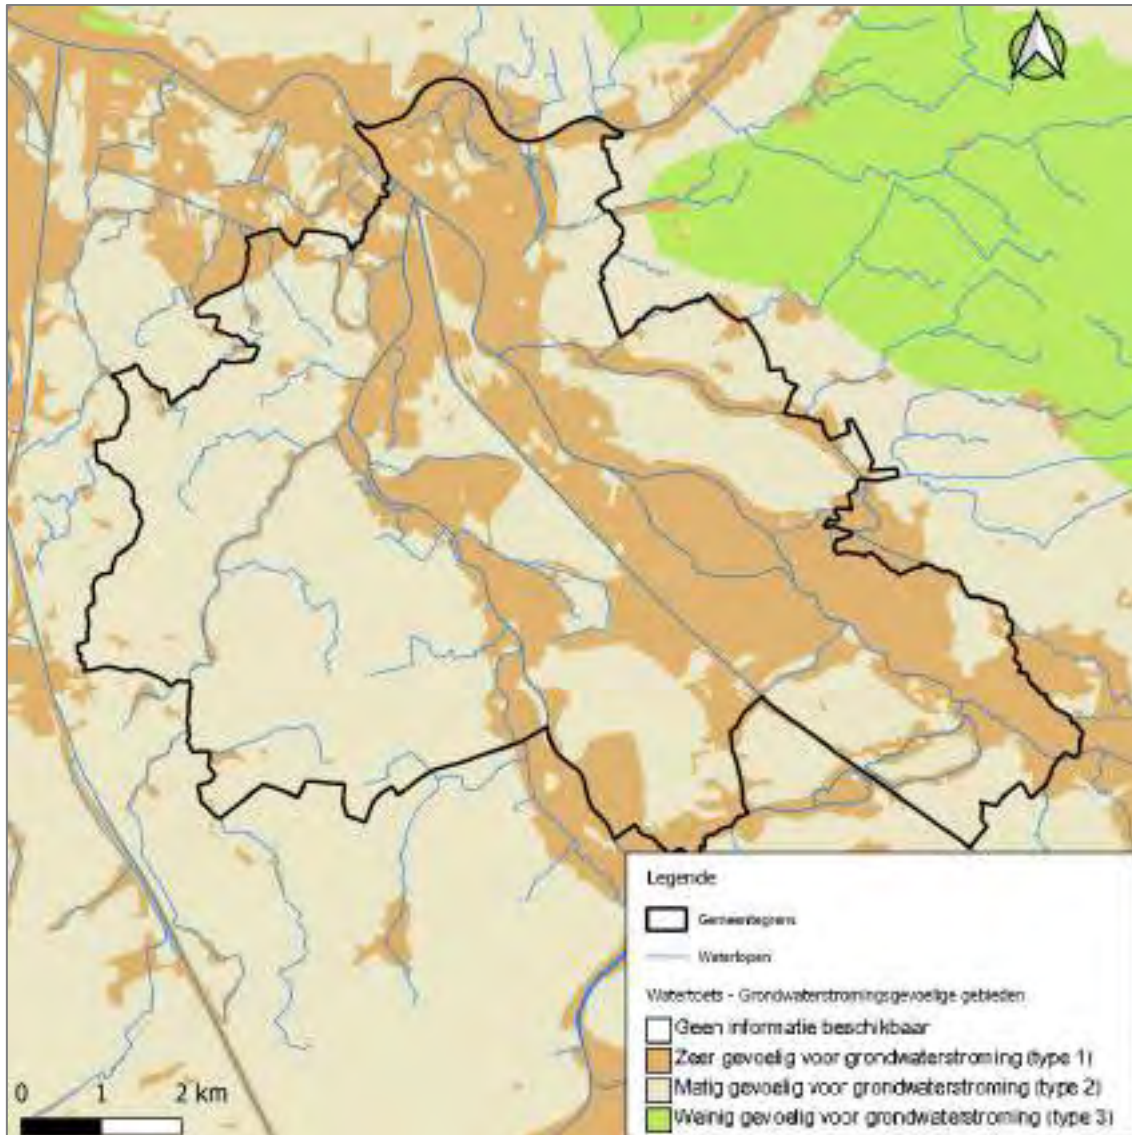 Legende
Gemeentegrens
Waterlopen
Watertoets - Grondwaterstromingsgevoelige gebieden
Geen informatie beschikbaar
Zeer gevoelig voor grondwaterstroming (type 1)
Matig gevoelig voor grondwaterstroming (type 2)
Weinig gevoelig voor grondwaterstroming (type 3)
0 1 2 km